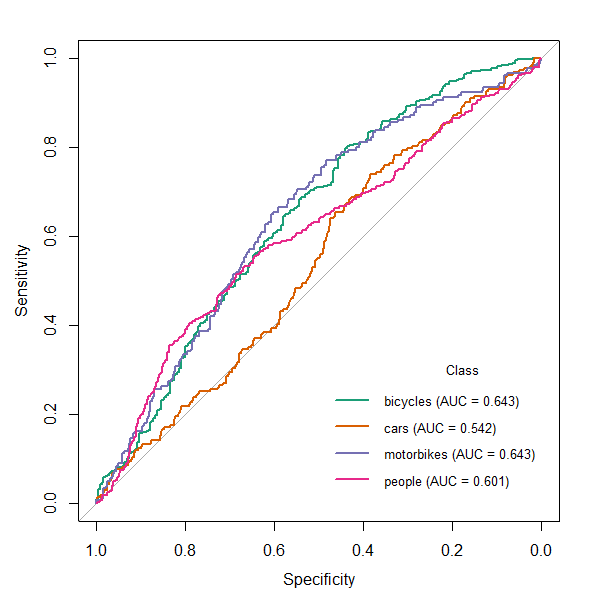 1.0
0.8
0.6
0.4
0.2
0.0
Sensitivity
Class
bicycles (AUC = 0.643)
cars (AUC = 0.542)
motorbikes (AUC = 0.643)
people (AUC = 0.601)
1.0 0.8 0.6 0.4 0.2 0.0
Specificity